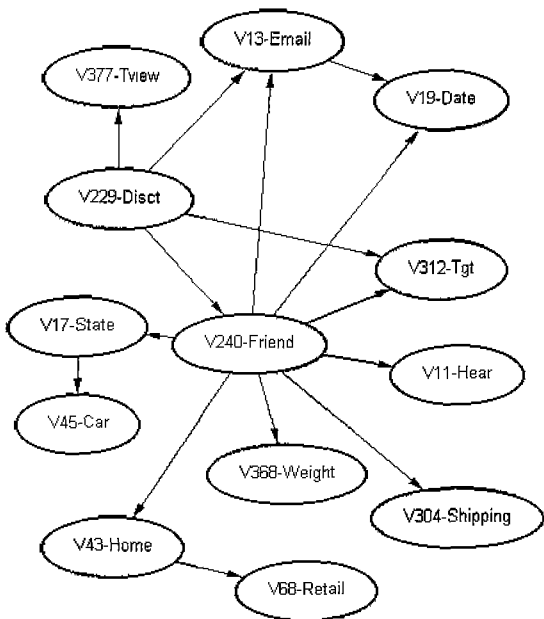 V13-Email
V377-Tview
V19-Date
V229-Disct
V312-Tgt
V17-State
V240-Friend
V11-Hear
V45-Car
V368-Weight
V304-Shipping
V43-Home
V68-Retail